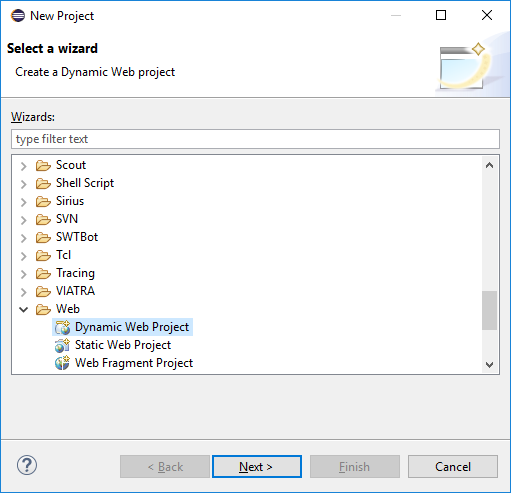 New Project
Select a wizard
Create a Dynamic Web project
Wizards:
type filter text
Scout
Shell Script
Sirius
SVN
SWTBot
Tcl
Tracing
VIATRA
Web
Dynamic Web Project
Static Web Project
Web Fragment Project
? < Back Next > Finish Cancel